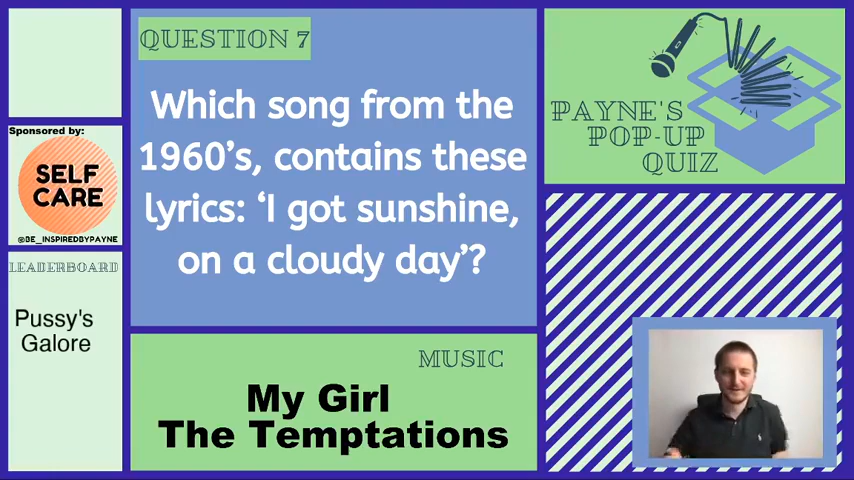 QUESTION 7
Which song from the
1960's, contains these
lyrics: ‘I got sunshine,
on a cloudy day’?
PAYNE'S
POP-UP
QUIZ
Sponsored by:
SELF
CARE
@BE_INSPIREDBYPAYNE
LEADERBOARD
Pussy's
Galore
MUSIC
My Girl
The Temptations